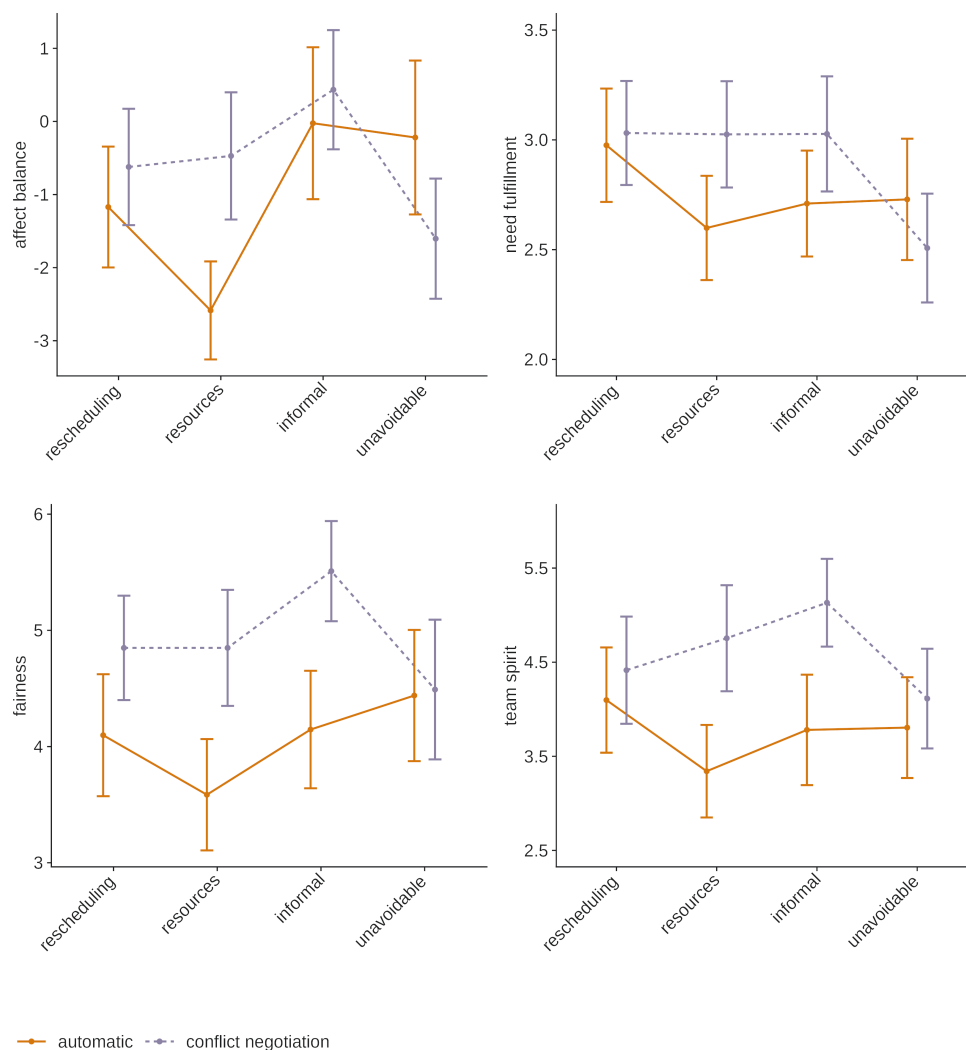 affect balance
1
0
-1
-2
-3
rescheduling
resources
informal
unavoidable
need fulfillment
3.5
3.0
2.5
2.0
rescheduling
resources
informal
unavoidable
fairness
6
5
4
3
rescheduling
resources
informal
unavoidable
team spirit
5.5
4.5
3.5
2.5
rescheduling
resources
informal
unavoidable
automatic conflict negotiation